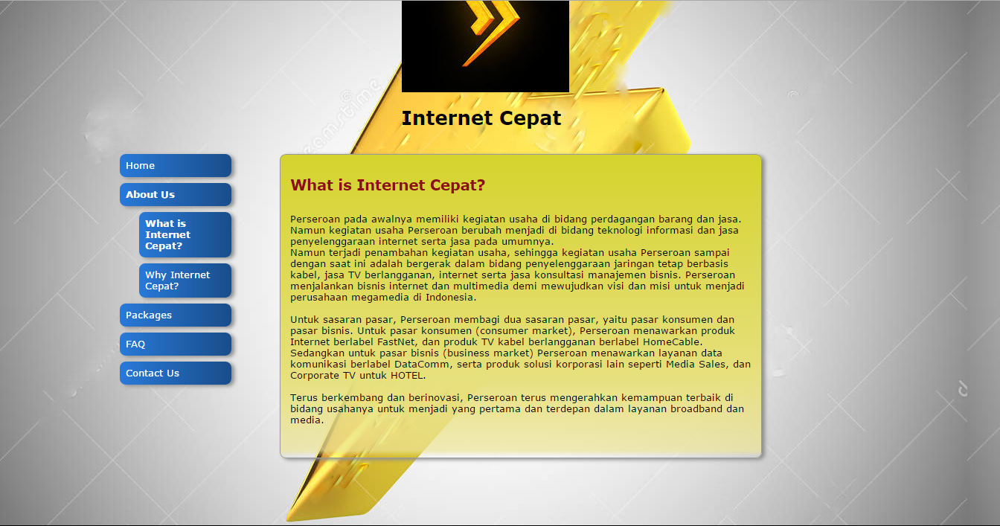 Internet Cepat
Home
About Us
What is
Internet
Cepat?
Why Internet
Cepat?
Packages
FAQ
Contact Us
What is Internet Cepat?
Perseroan pada awalnya memiliki kegiatan usaha di bidang perdagangan barang dan jasa.
Namun kegiatan usaha Perseroan berubah menjadi di bidang teknologi informasi dan jasa
penyelenggaraan internet serta jasa pada umumnya.
Namun terjadi penambahan kegiatan usaha, sehingga kegiatan usaha Perseroan sampai
dengan saat ini adalah bergerak dalam bidang penyelenggaraan jaringan tetap berbasis
kabel, jasa TV berlangganan, internet serta jasa konsultasi manajemen bisnis. Perseroan
menjalankan bisnis internet dan multimedia demi mewujudkan visi dan misi untuk menjadi
perusahaan megamedia di Indonesia.
Untuk sasaran pasar, Perseroan membagi dua sasaran pasar, yaitu pasar konsumen dan
pasar bisnis. Untuk pasar konsumen (consumer market), Perseroan menawarkan produk
Internet berlabel FastNet, dan produk TV kabel berlangganan berlabel HomeCable.
Sedangkan untuk pasar bisnis (business market) Perseroan menawarkan layanan data
komunikasi berlabel DataComm, serta produk solusi korporasi lain seperti Media Sales, dan
Corporate TV untuk HOTEL.
Terus berkembang dan berinovasi, Perseroan terus mengerahkan kemampuan terbaik di
bidang usahanya untuk menjadi yang pertama dan terdepan dalam layanan broadband dan
media.